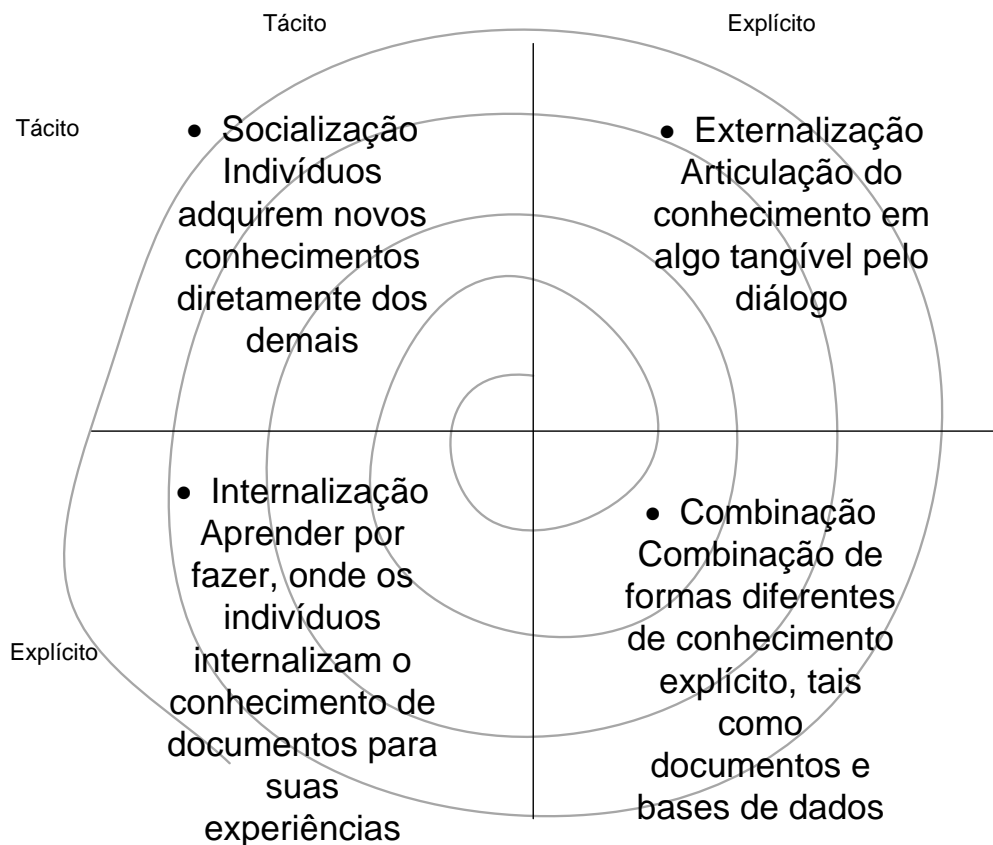 Tácito
Explícito
Tácito
• Socialização
Indivíduos
adquirem novos
conhecimentos
diretamente dos
demais
• Externalização
Articulação do
conhecimento em
algo tangível pelo
diálogo
Explícito
• Internalização
Aprender por
fazer, onde os
indivíduos
internalizam o
conhecimento de
documentos para
suas
experiências
• Combinação
Combinação de
formas diferentes
de conhecimento
explícito, tais
como
documentos e
bases de dados